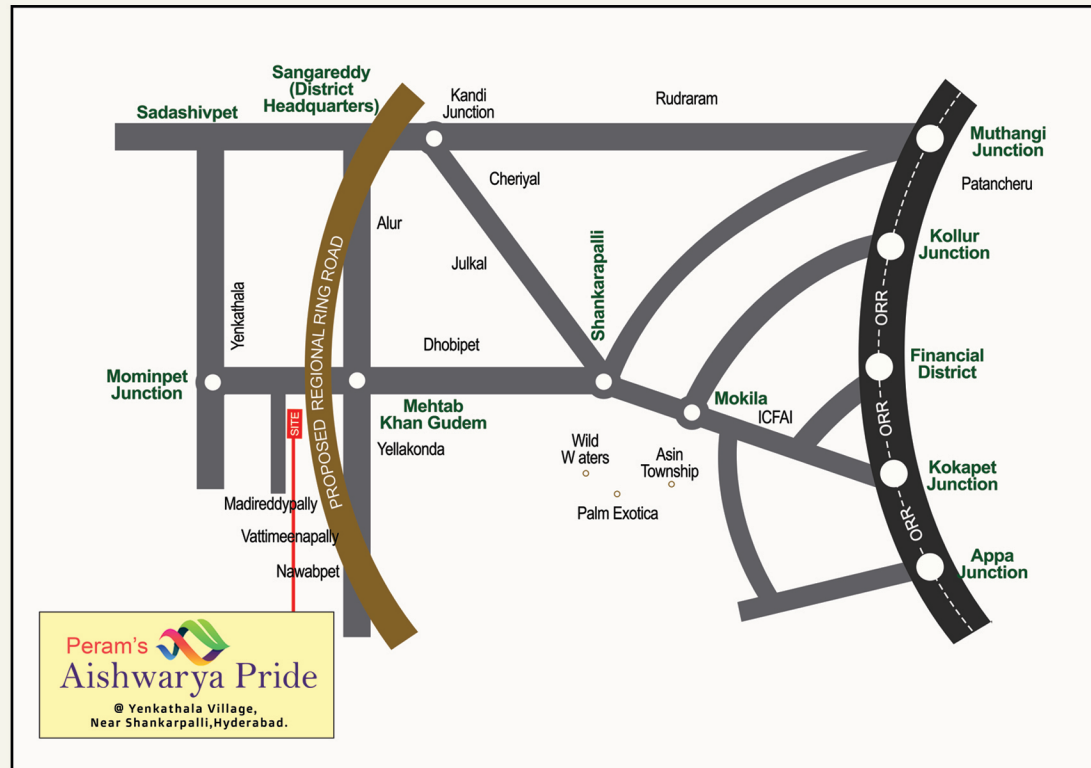 Sangareddy
(District
Headquarters)
Sadashivpet
Kandi
Junction
Rudraram
Muthangi
Junction
Patancheru
Cheriyal
Alur
Julkal
Kollur
Junction
Shankarapalli
PROPOSED REGIONAL RING ROAD
Yenkathala
ORR
Dhobipet
Financial
District
Mominpet
Junction
Mehtab
Khan Gudem
Mokila
ICFAI
ORR
SITE
Yellakonda
Wild
W aters
Asin
Township
Kokapet
Junction
Palm Exotica
Madireddypally
ORR
Vattimeenapally
Nawabpet
Appa
Junction
Peram's
Aishwarya Pride
@ Yenkathala Village,
Near Shankarpalli,Hyderabad.